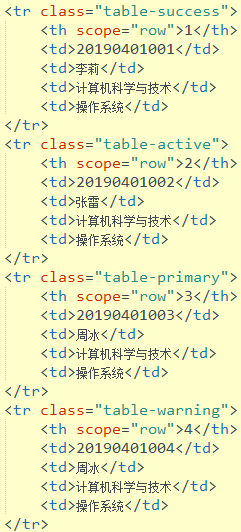 <tr class="table-success">
<th scope="row">1</th>
<td>20190401001</td>
<td>李莉</td>
<td>计算机科学与技术</td>
<td>操作系统</td>
</tr>
<tr class="table-active">
<th scope="row">2</th>
<td>20190401002</td>
<td>张雷</td>
<td>计算机科学与技术</td>
<td>操作系统</td>
</tr>
<tr class="table-primary">
<th scope="row">3</th>
<td>20190401003</td>
<td>周冰</td>
<td>计算机科学与技术</td>
<td>操作系统</td>
</tr>
<tr class="table-warning">
<th scope="row">4</th>
<td>20190401004</td>
<td>周冰</td>
<td>计算机科学与技术</td>
<td>操作系统</td>
</tr>